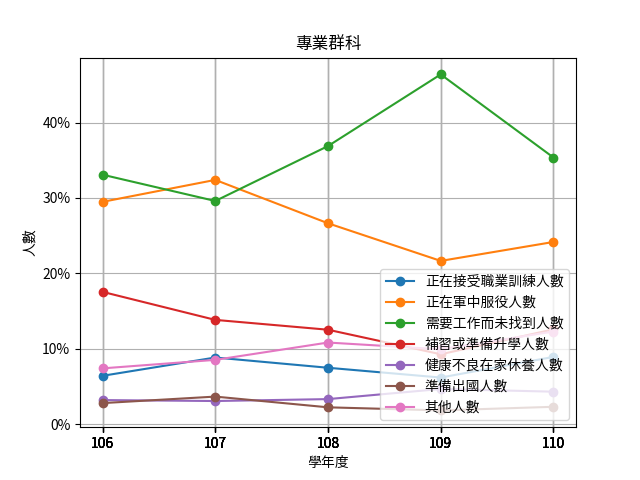 專業群科
人數
40%
30%
20%
10%
0%
106
107
108
109
110
學年度
正在接受職業訓練人數
正在軍中服役人數
需要工作而未找到人數
補習或準備升學人數
健康不良在家休養人數
準備出國人數
其他人數